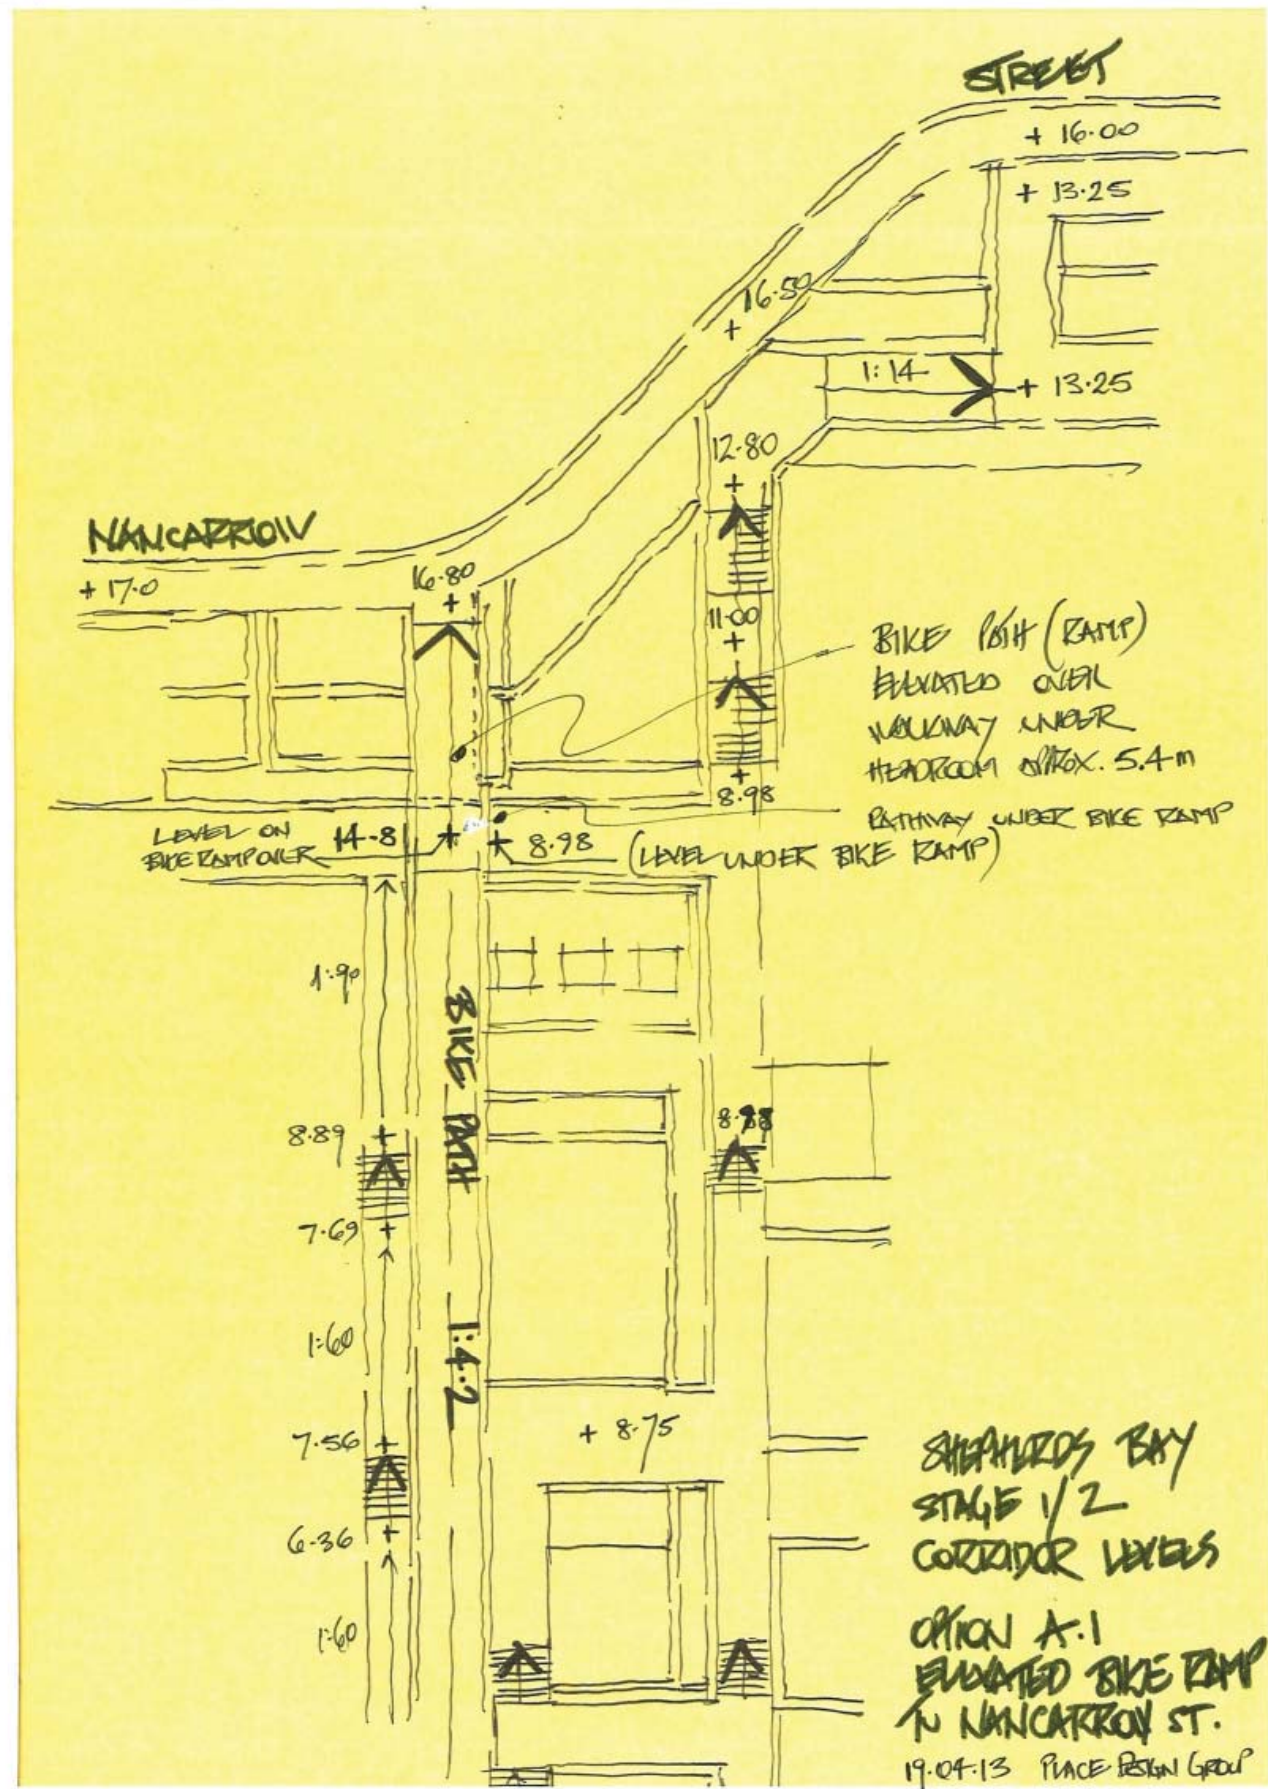 STREET
+ 16.00
+ 13.25
16.50
+
1:14
+ 13.25
12.80
+
NANCARROW
+ 17.0
16.80
+
11.00
+
BIKE PATH (RAMP)
ELEVATED OVER
WALKWAY UNDER
HEADROOM APPROX. 5.4m
+
8.98
PATHWAY UNDER BIKE RAMP
LEVEL ON
BIKE RAMP OVER
14.8 +
+ 8.98
(LEVEL UNDER BIKE RAMP)
1:90
BIKE PATH 1:4.2
8.89 +
8.88
7.69 +
1:60
7.56 +
+ 8.75
6.36 +
1:60
SHEPHERDS BAY
STAGE 1/2
CORRIDOR LEVELS
OPTION A.1
ELEVATED BIKE RAMP
TO NANCARROW ST.
19.04.13 PLACE DESIGN GROUP